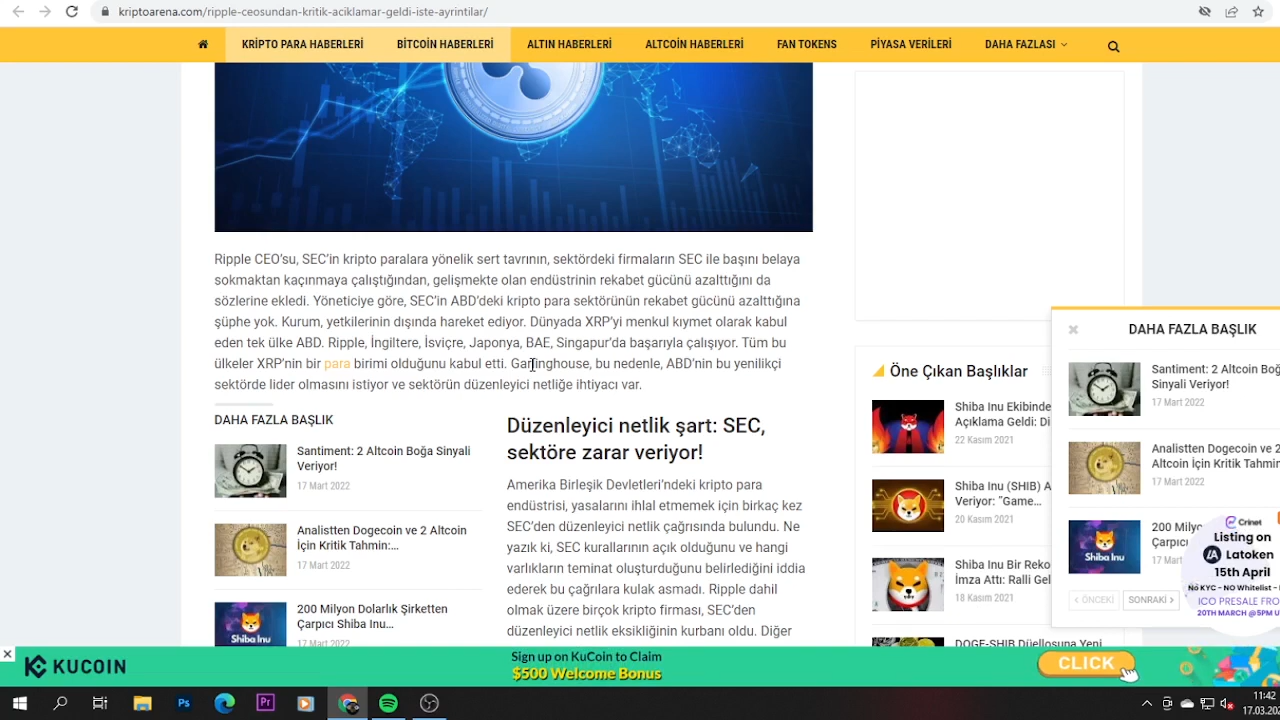 kriptoarena.com/ripple-ceosundan-kritik-aciklamar-geldi-iste-ayrintilar/
KRİPTO PARA HABERLERİ
BİTCOİN HABERLERİ
ALTIN HABERLERİ
ALTCOİN HABERLERİ
FAN TOKENS
PİYASA VERİLERİ
DAHA FAZLASI
Ripple CEO'su, SEC'in kripto paralara yönelik sert tavrının, sektördeki firmaların SEC ile başını belaya
sokmaktan kaçınmaya çalıştığından, gelişmekte olan endüstrinin rekabet gücünü azalttığını da
sözlerine ekledi. Yöneticiye göre, SEC'in ABD'deki kripto para sektörünün rekabet gücünü azalttığına
şüphe yok. Kurum, yetkilerinin dışında hareket ediyor. Dünyada XRP'yi menkul kıymet olarak kabul
eden tek ülke ABD. Ripple, İngiltere, İsviçre, Japonya, BAE, Singapur'da başarıyla çalışıyor. Tüm bu
ülkeler XRP'nin bir para birimi olduğunu kabul etti. Garlinghouse, bu nedenle, ABD'nin bu yenilikçi
sektörde lider olmasını istiyor ve sektörün düzenleyici netliğe ihtiyacı var.
DAHA FAZLA BAŞLIK
Santiment: 2 Altcoin Boğa Sinyali
Veriyor!
17 Mart 2022
Analistten Dogecoin ve 2 Altcoin
İçin Kritik Tahmin:...
17 Mart 2022
200 Milyon Dolarlık Şirketten
Çarpıcı Shiba Inu...
17 Mart 2022
Shiba Inu
Düzenleyici netlik şart: SEC,
sektöre zarar veriyor!
Amerika Birleşik Devletleri'ndeki kripto para
endüstrisi, yasalarını ihlal etmemek için birkaç kez
SEC'den düzenleyici netlik çağrısında bulundu. Ne
yazık ki, SEC kurallarının açık olduğunu ve hangi
varlıkların teminat oluşturduğunu belirlediğini iddia
ederek bu çağrılara kulak asmadı. Ripple dahil
olmak üzere birçok kripto firması, SEC'den
düzenleyici netlik eksikliğinin kurbanı oldu. Diğer
Öne Çıkan Başlıklar
Shiba Inu Ekibinde
Açıklama Geldi: Di
22 Kasım 2021
Shiba Inu (SHIB) A
Veriyor: "Game...
20 Kasım 2021
Shiba Inu Bir Reko
İmza Attı: Ralli Gel
18 Kasım 2021
DOGE-SHIB Düellosuna Yeni
DAHA FAZLA BAŞLIK
Santiment: 2 Altcoin Boğ
Sinyali Veriyor!
17 Mart 2022
Analistten Dogecoin ve 2
Altcoin İçin Kritik Tahmin
17 Mart 2022
200 Milyo
Çarpıcı
17 Ma
Shiba Inu
ÖNCEKİ
SONRAKİ
Crinet
Listing on
Latoken
15th April
No KYC - NO Whitelist -
ICO PRESALE FRO
20TH MARCH @5PM U
KUCOIN
Sign up on KuCoin to Claim
$500 Welcome Bonus
CLICK
Ps
Pr
11:42
17.03.202